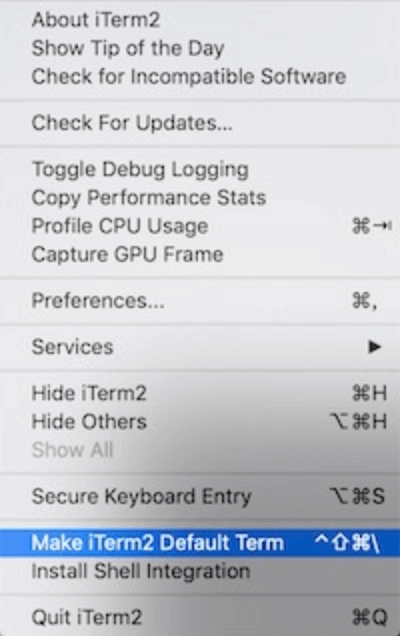 About iTerm2
Show Tip of the Day
Check for Incompatible Software
Check For Updates...
Toggle Debug Logging
Copy Performance Stats
Profile CPU Usage ⌘⇥
Capture GPU Frame
Preferences... ⌘,
Services ▶
Hide iTerm2 ⌘H
Hide Others ⌥⌘H
Show All
Secure Keyboard Entry ⌥⌘S
Make iTerm2 Default Term ^⇧⌘\
Install Shell Integration
Quit iTerm2 ⌘Q